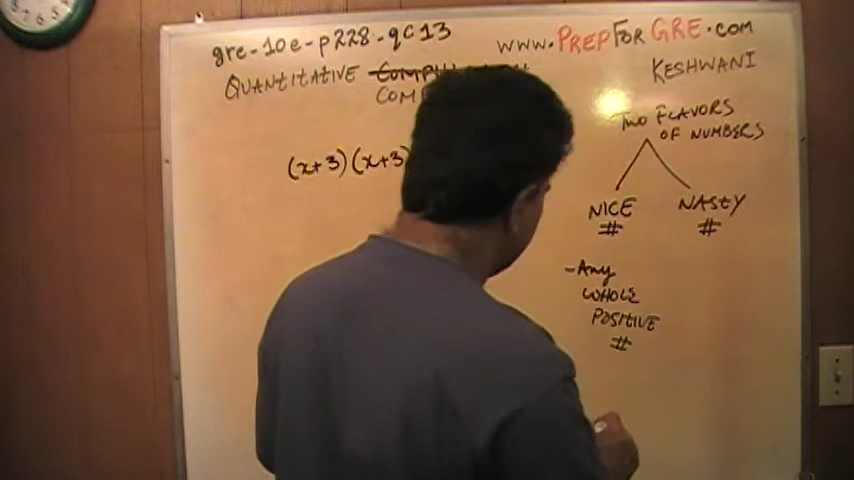 gre-10e-p228-qc13
www.PREPFORGRE.com
QUANTITATIVE
COM
KESHWANI
TWO FLAVORS
OF NUMBERS
(x+3)(x+3)
NICE NASTY
# #
- Any
WHOLE
POSITIVE
#